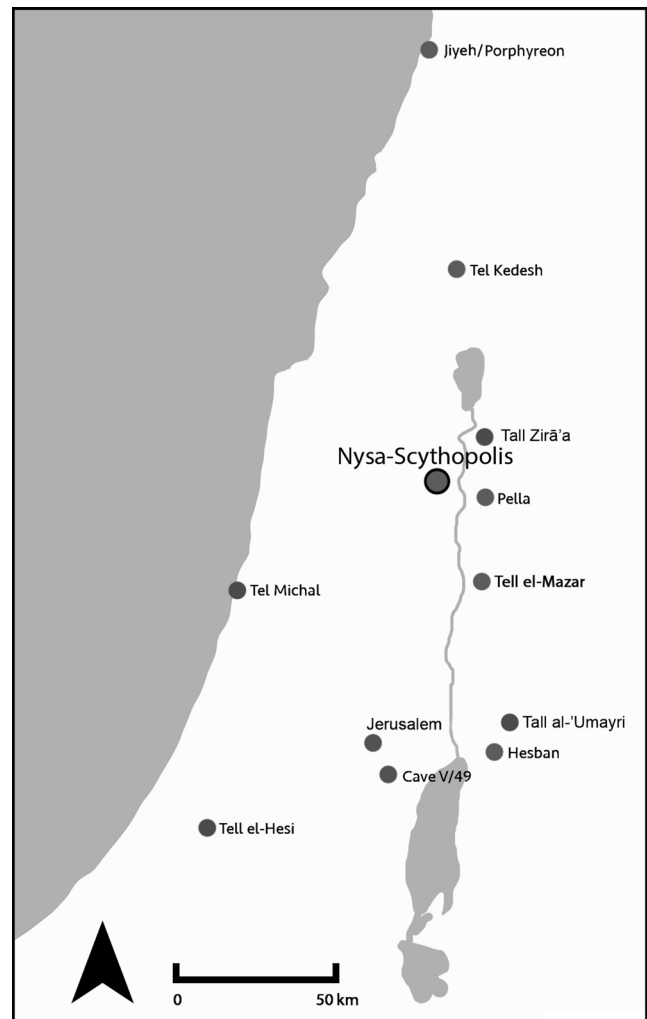 Jiyeh/Porphyreon
Tel Kedesh
Tall Zirā'a
Nysa-Scythopolis
Pella
Tell el-Mazar
Tel Michal
Tall al-'Umayri
Jerusalem
Hesban
Cave V/49
Tell el-Hesi
0 50 km